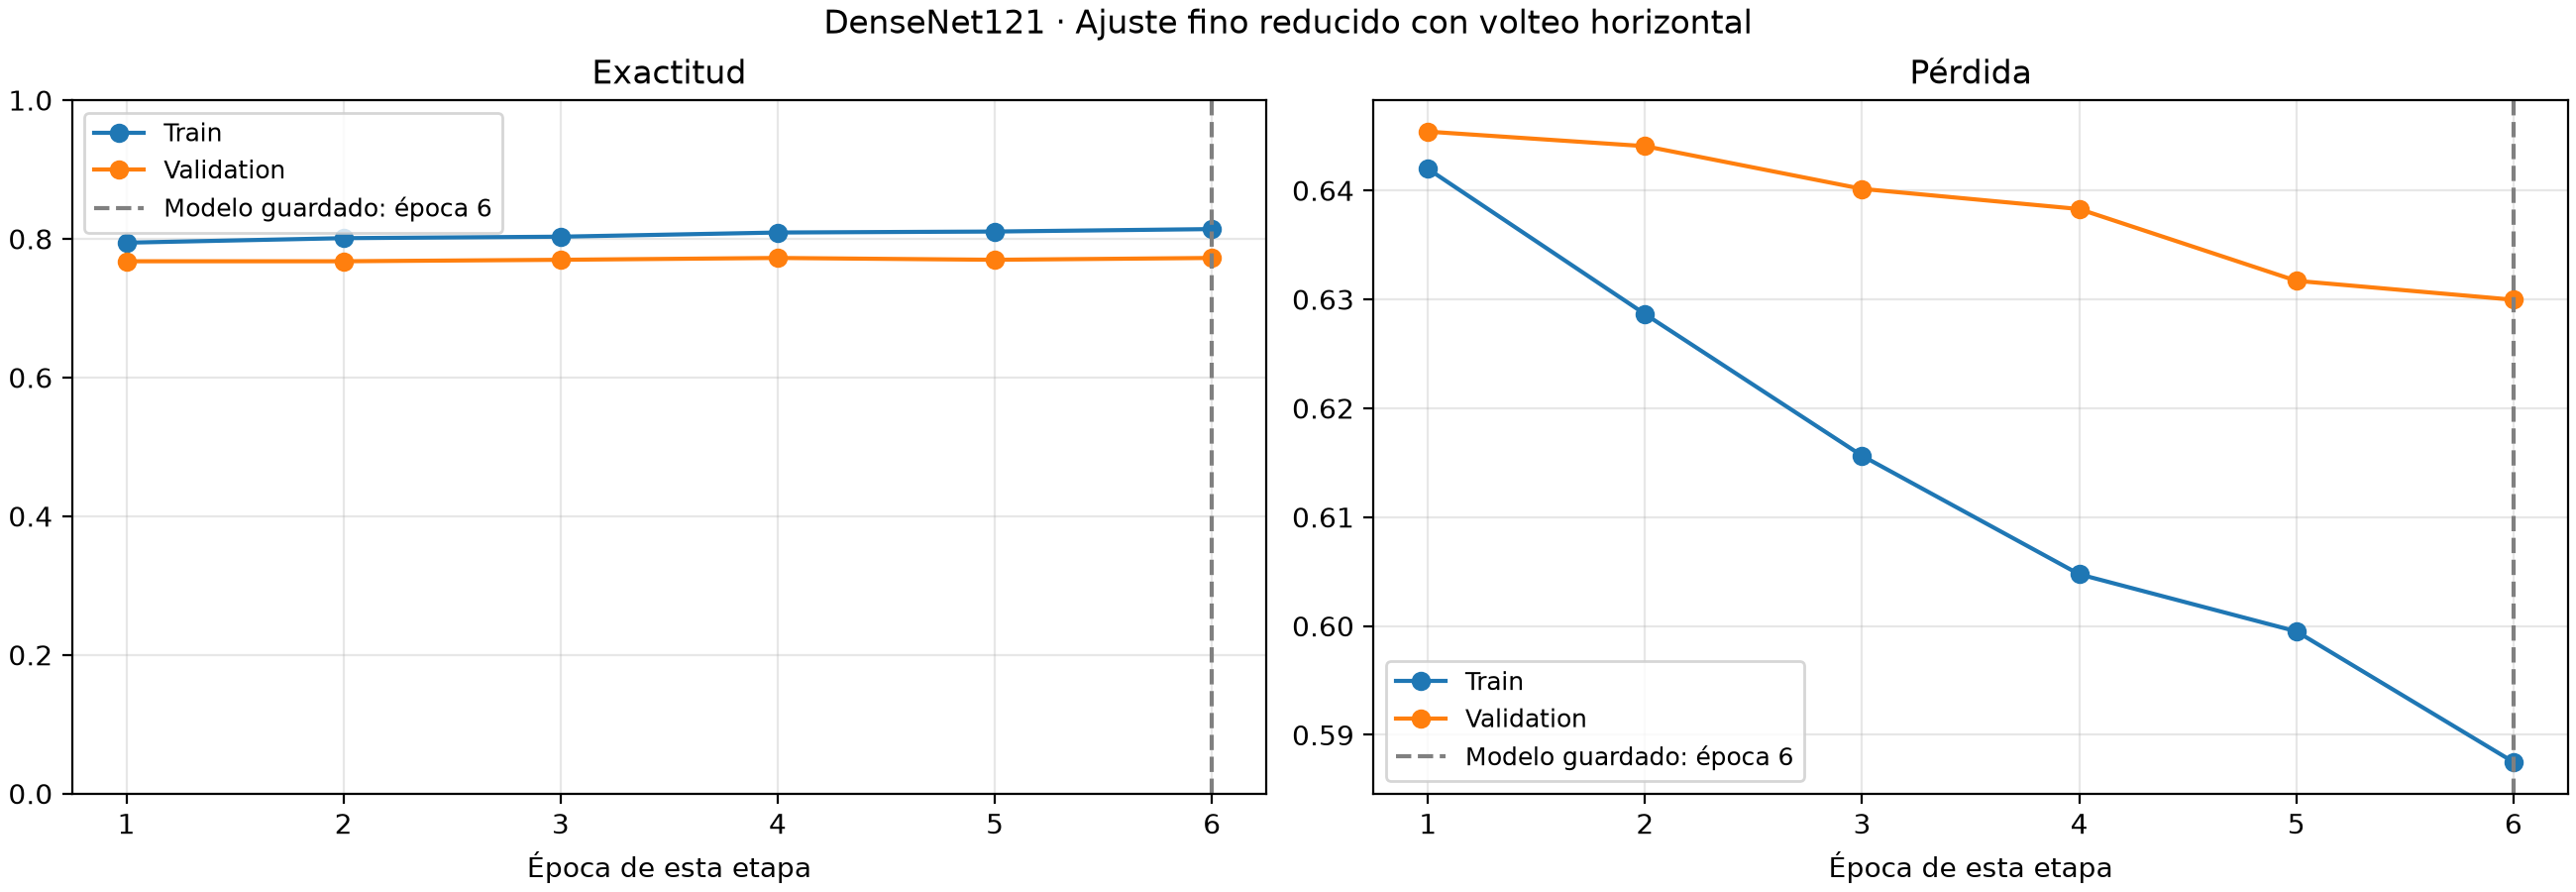 DenseNet121 · Ajuste fino reducido con volteo horizontal
Exactitud
1.0
0.8
0.6
0.4
0.2
0.0
Train
Validation
Modelo guardado: época 6
1 2 3 4 5 6
Época de esta etapa
Pérdida
0.64
0.63
0.62
0.61
0.60
0.59
Train
Validation
Modelo guardado: época 6
1 2 3 4 5 6
Época de esta etapa